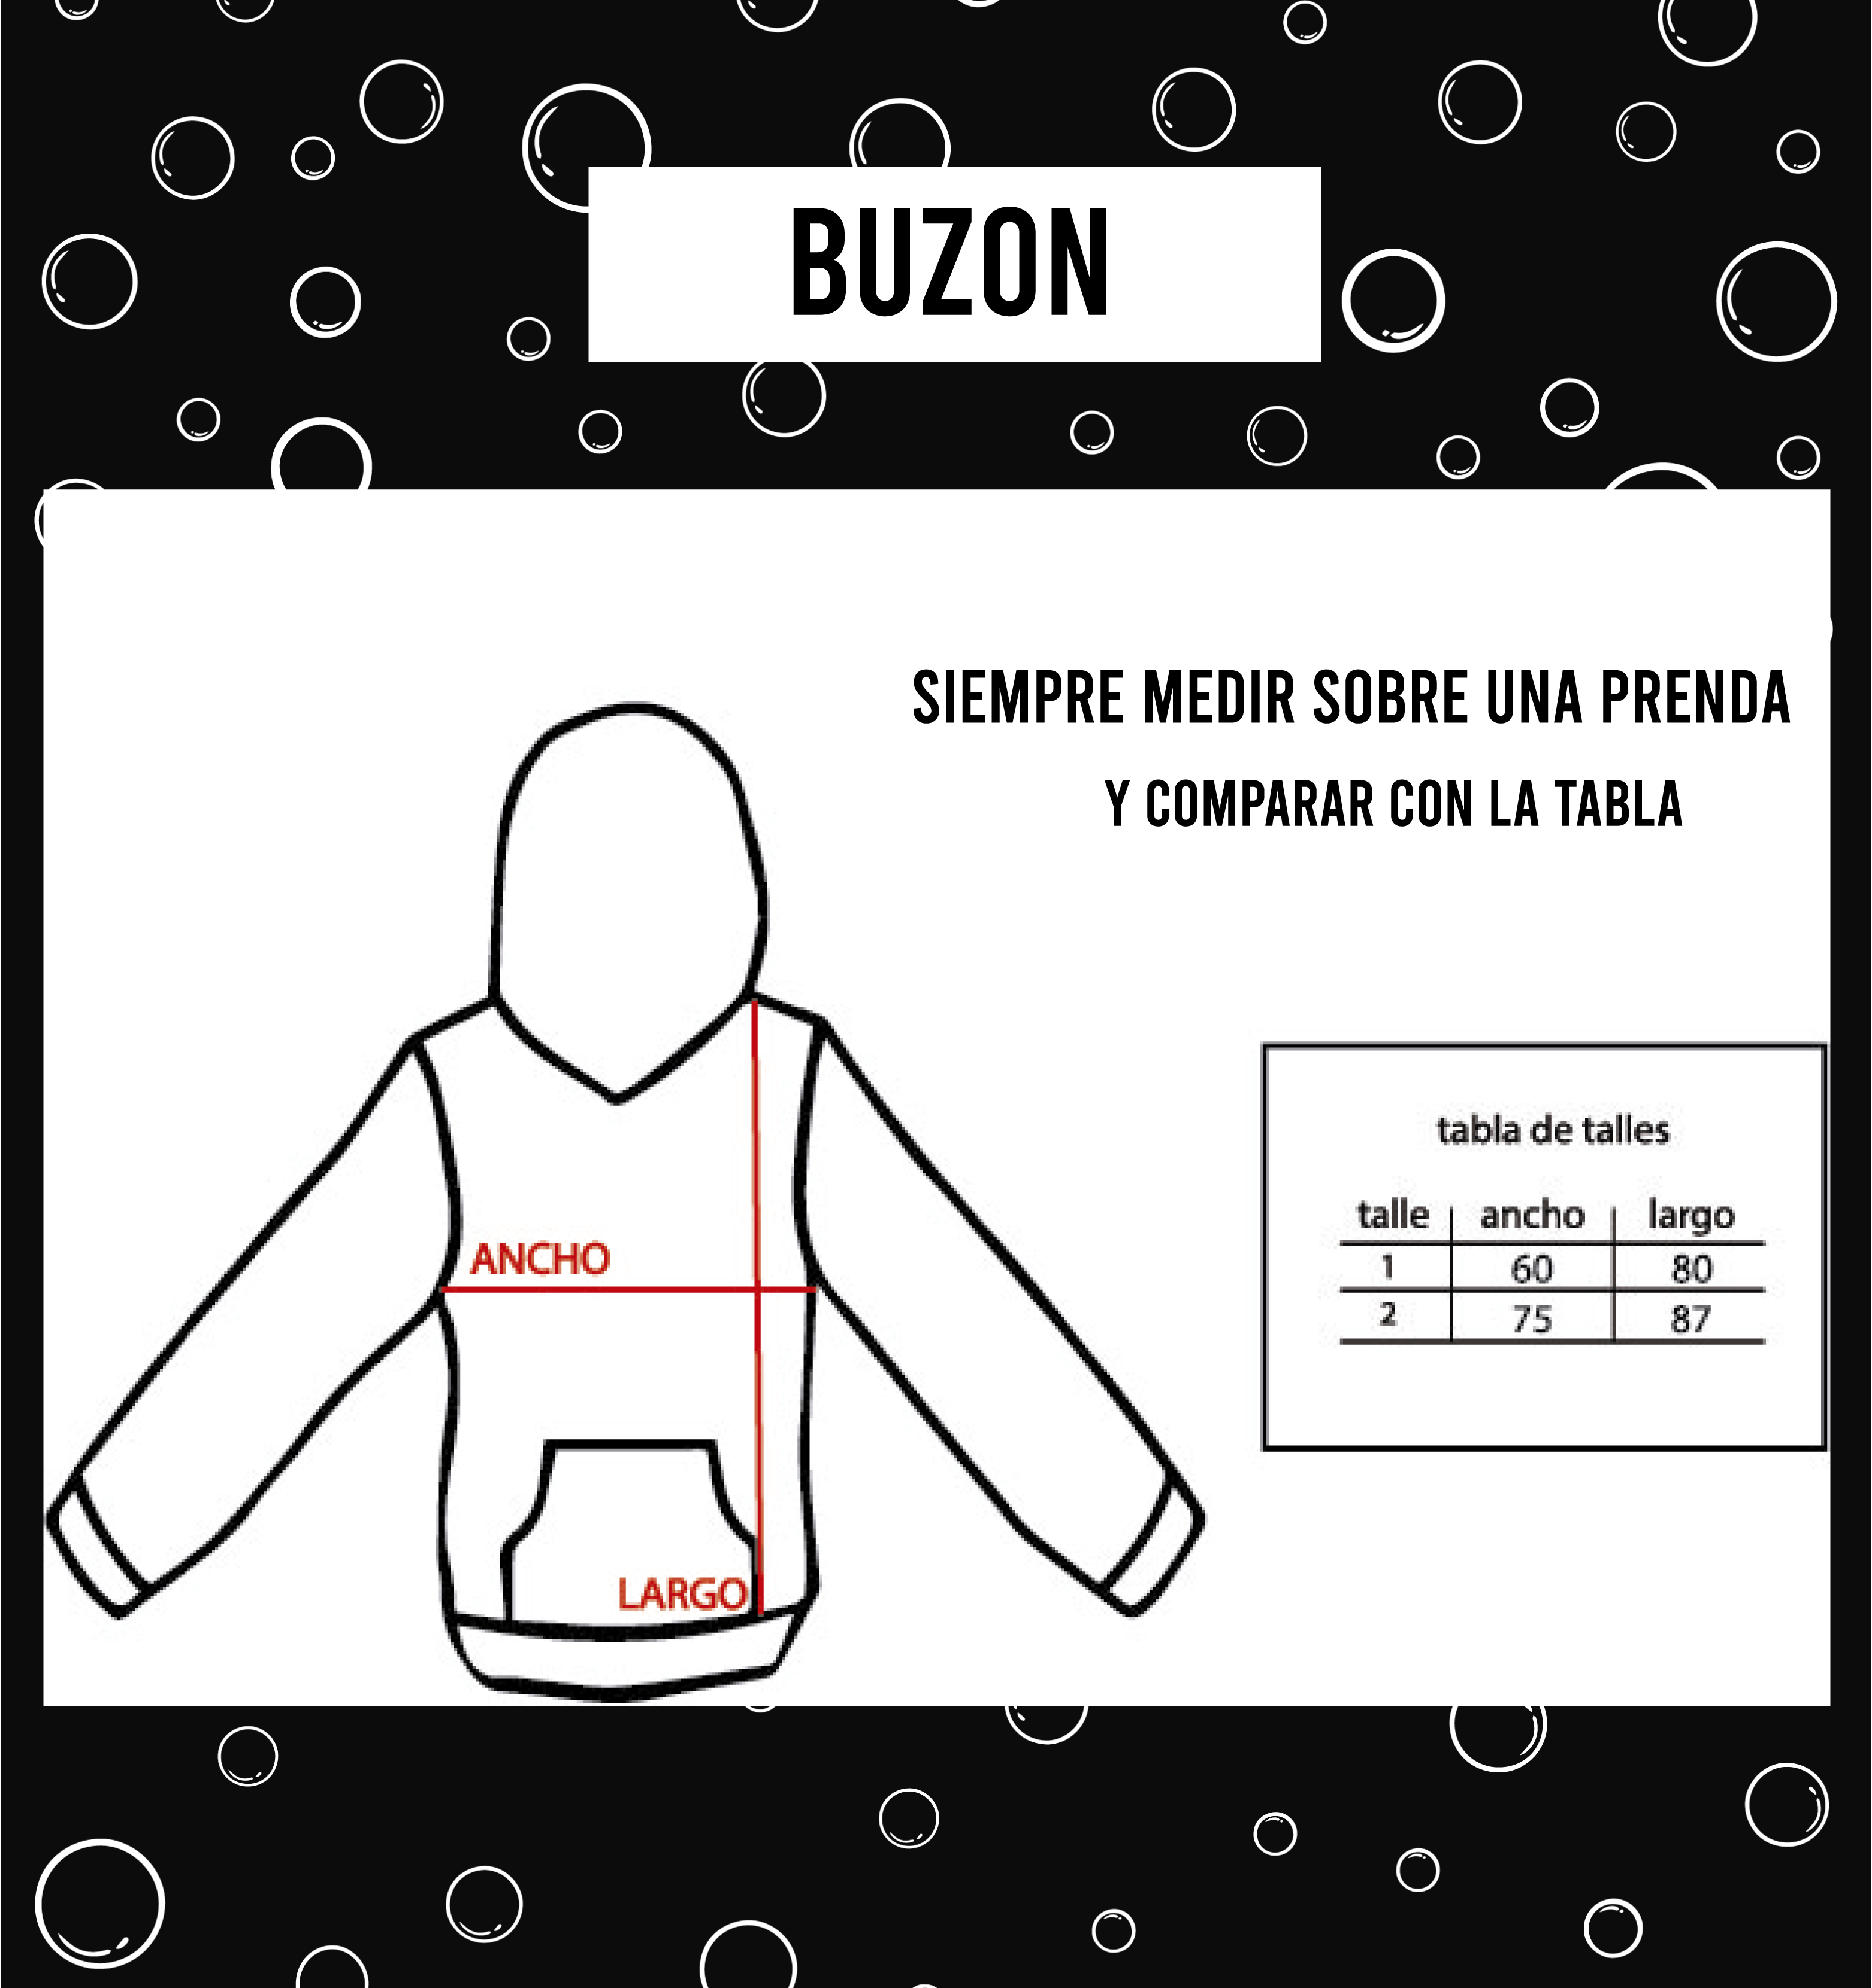 BUZON
SIEMPRE MEDIR SOBRE UNA PRENDA
Y COMPARAR CON LA TABLA
tabla de talles
talle ancho largo
1 60 80
2 75 87
ANCHO
LARGO